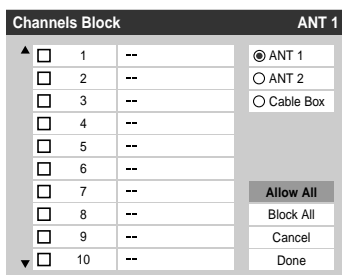 Channels Block ANT 1
1 -- ANT 1
2 -- ANT 2
3 -- Cable Box
4 --
5 --
6 --
7 -- Allow All
8 -- Block All
9 -- Cancel
10 -- Done